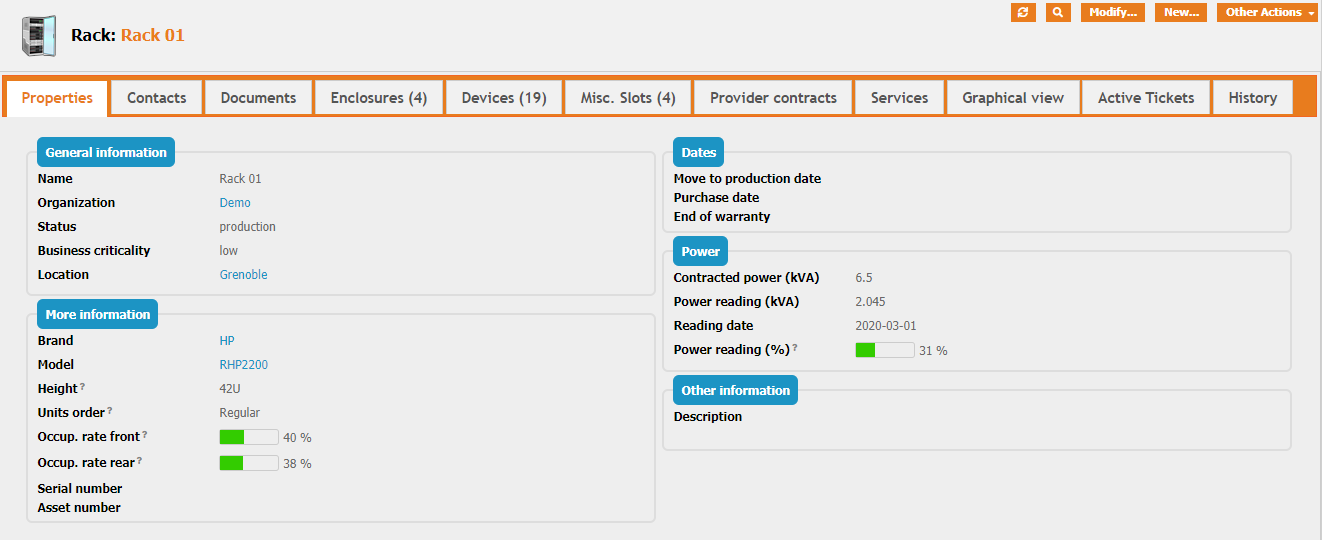 Modify... New... Other Actions
Rack: Rack 01
Properties Contacts Documents Enclosures (4) Devices (19) Misc. Slots (4) Provider contracts Services Graphical view Active Tickets History
General information
Name Rack 01
Organization Demo
Status production
Business criticality low
Location Grenoble
More information
Brand HP
Model RHP2200
Height? 42U
Units order? Regular
Occup. rate front? 40 %
Occup. rate rear? 38 %
Serial number
Asset number
Dates
Move to production date
Purchase date
End of warranty
Power
Contracted power (kVA) 6.5
Power reading (kVA) 2.045
Reading date 2020-03-01
Power reading (%)? 31 %
Other information
Description